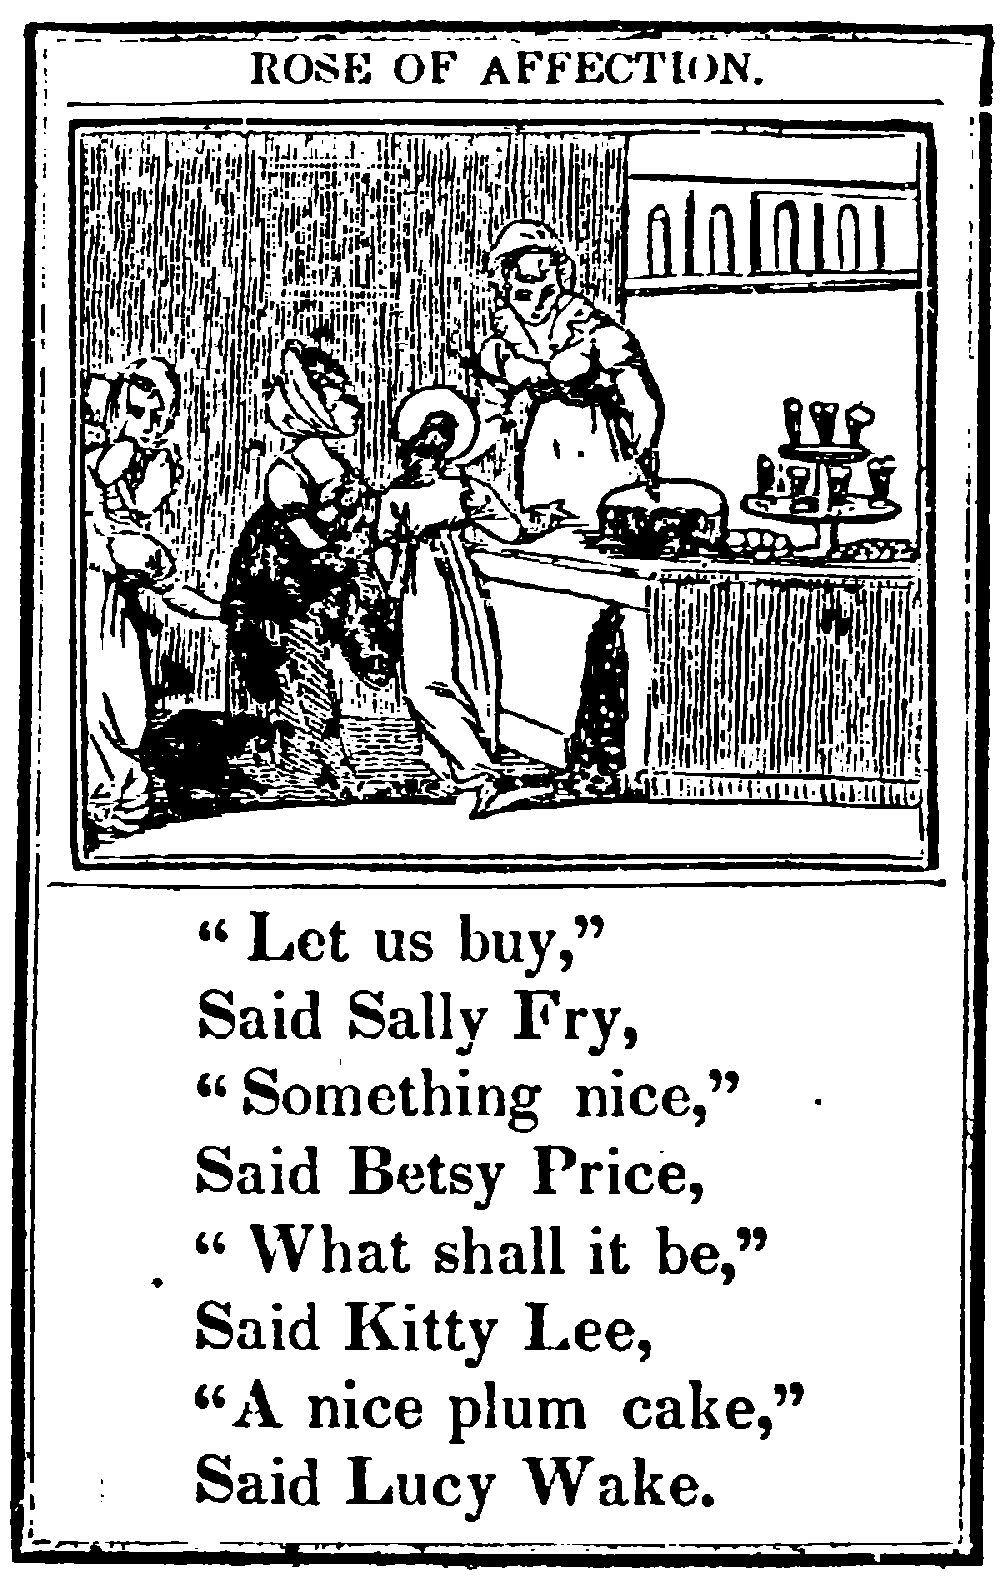 ROSE OF AFFECTION.
“ Let us buy,”
Said Sally Fry,
“ Something nice,”
Said Betsy Price,
“ What shall it be,”
Said Kitty Lee,
“ A nice plum cake,”
Said Lucy Wake.